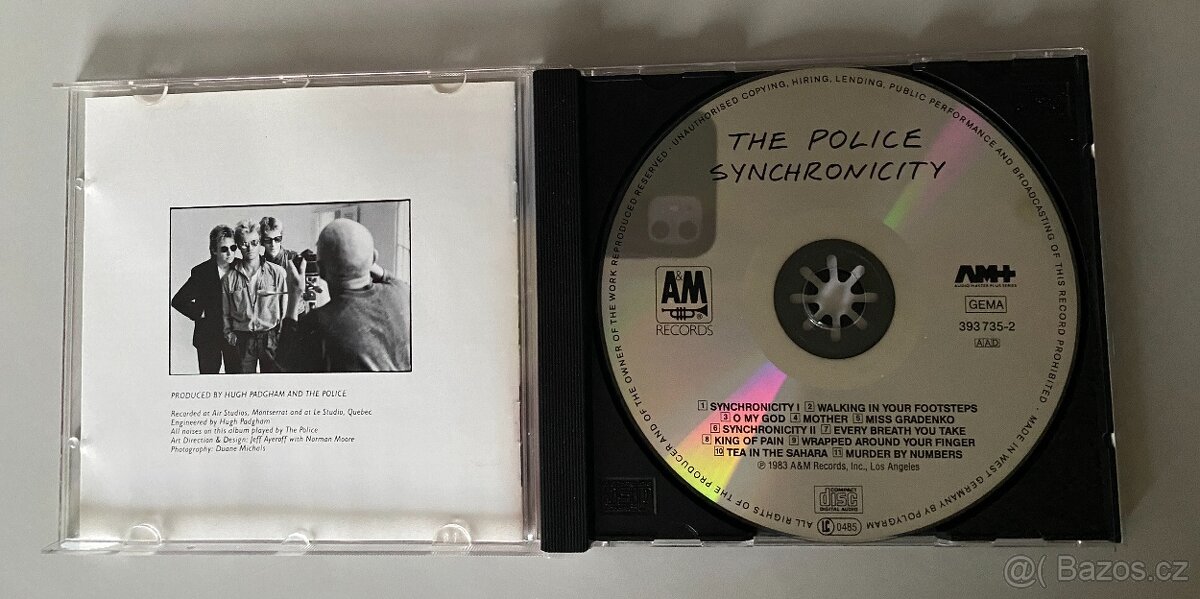 PRODUCED BY HUGH PADGHAM AND THE POLICE
Recorded at Air Studios, Montserrat and at Le Studio, Quebec
Engineered by Hugh Padgham
All noises on this album played by The Police
Art Direction & Design: Jeff Ayeroff with Norman Moore
Photography: Duane Michals
THE POLICE
SYNCHRONICITY
A&M
RECORDS
AM+
AUDIO MASTER PLUS SERIES
GEMA
393 735-2
AAD
1 SYNCHRONICITY I 2 WALKING IN YOUR FOOTSTEPS
3 O MY GOD 4 MOTHER 5 MISS GRADENKO
6 SYNCHRONICITY II 7 EVERY BREATH YOU TAKE
8 KING OF PAIN 9 WRAPPED AROUND YOUR FINGER
10 TEA IN THE SAHARA 11 MURDER BY NUMBERS
℗ 1983 A&M Records, Inc., Los Angeles
COMPACT
disc
DIGITAL AUDIO
LC 0485
ALL RIGHTS OF THE PRODUCER AND OF THE OWNER OF THE WORK REPRODUCED RESERVED · UNAUTHORISED COPYING, HIRING, LENDING, PUBLIC PERFORMANCE AND BROADCASTING OF THIS RECORD PROHIBITED · MADE IN WEST GERMANY BY POLYGRAM
@( Bazos.cz